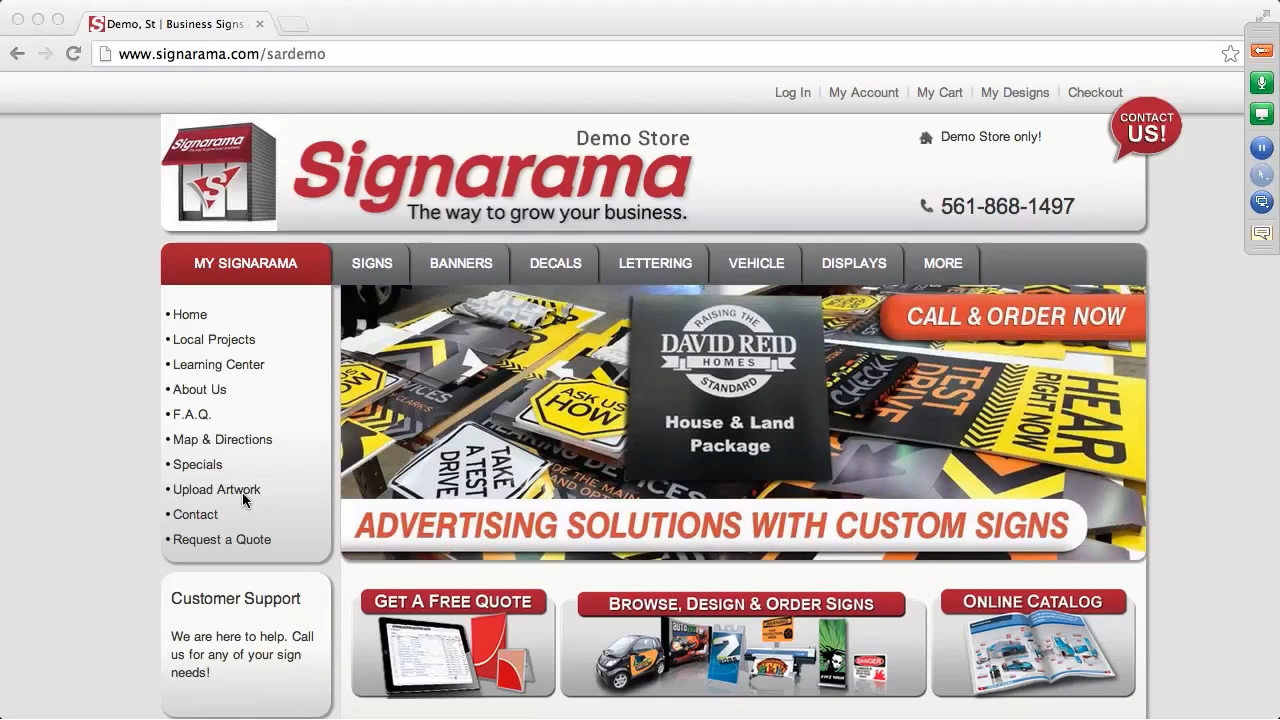 Demo, St | Business Signs
www.signarama.com/sardemo
Log In
My Account
My Cart
My Designs
Checkout
CONTACT
US!
Signarama
Demo Store
Signarama
The way to grow your business.
Demo Store only!
561-868-1497
MY SIGNARAMA
SIGNS
BANNERS
DECALS
LETTERING
VEHICLE
DISPLAYS
MORE
• Home
• Local Projects
• Learning Center
• About Us
• F.A.Q.
• Map & Directions
• Specials
• Upload Artwork
• Contact
• Request a Quote
CALL & ORDER NOW
RAISING THE
DAVID REID
HOMES
STANDARD
House & Land
Package
ASK US
HOW
TAKE
A TEST
DRIVE
CHECK
TEST
DRIVE
HEAR
RIGHT NOW
ADVERTISING SOLUTIONS WITH CUSTOM SIGNS
Customer Support
We are here to help. Call
us for any of your sign
needs!
GET A FREE QUOTE
BROWSE, DESIGN & ORDER SIGNS
ONLINE CATALOG
DANGER